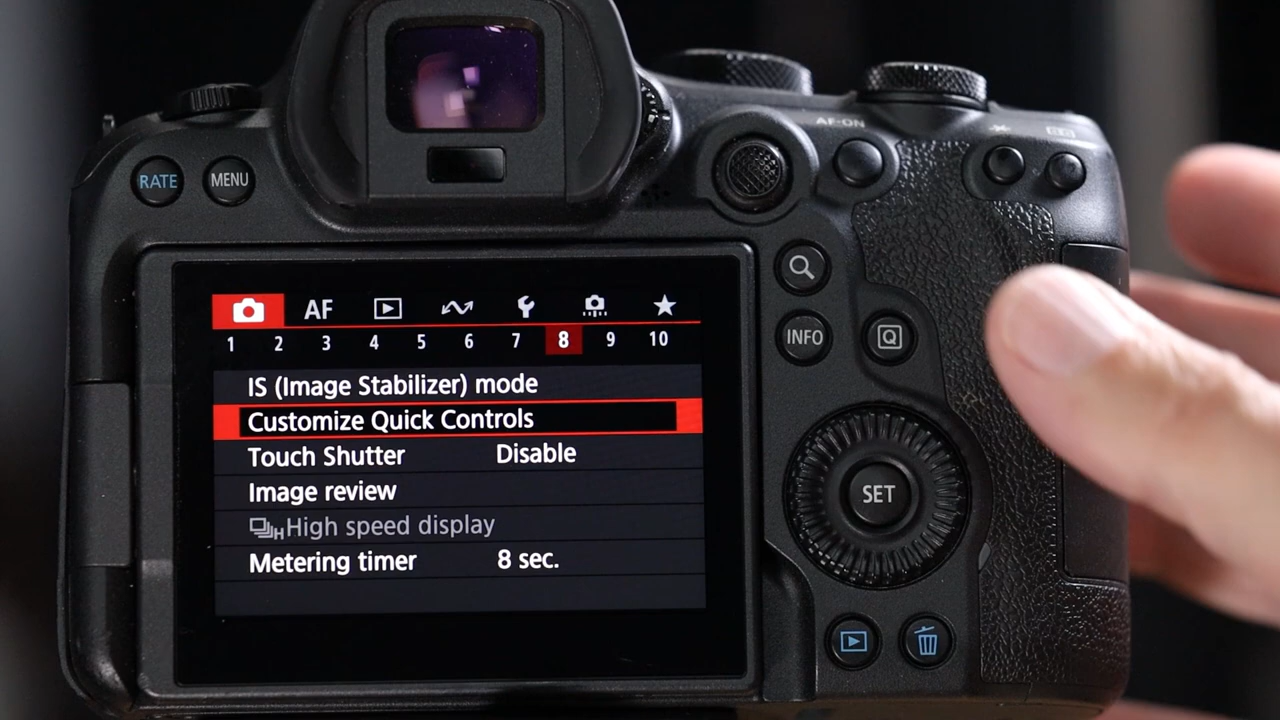 AF-ON
RATE
MENU
AF
1 2 3 4 5 6 7 8 9 10
IS (Image Stabilizer) mode
Customize Quick Controls
Touch Shutter Disable
Image review
High speed display
Metering timer 8 sec.
INFO
Q
SET